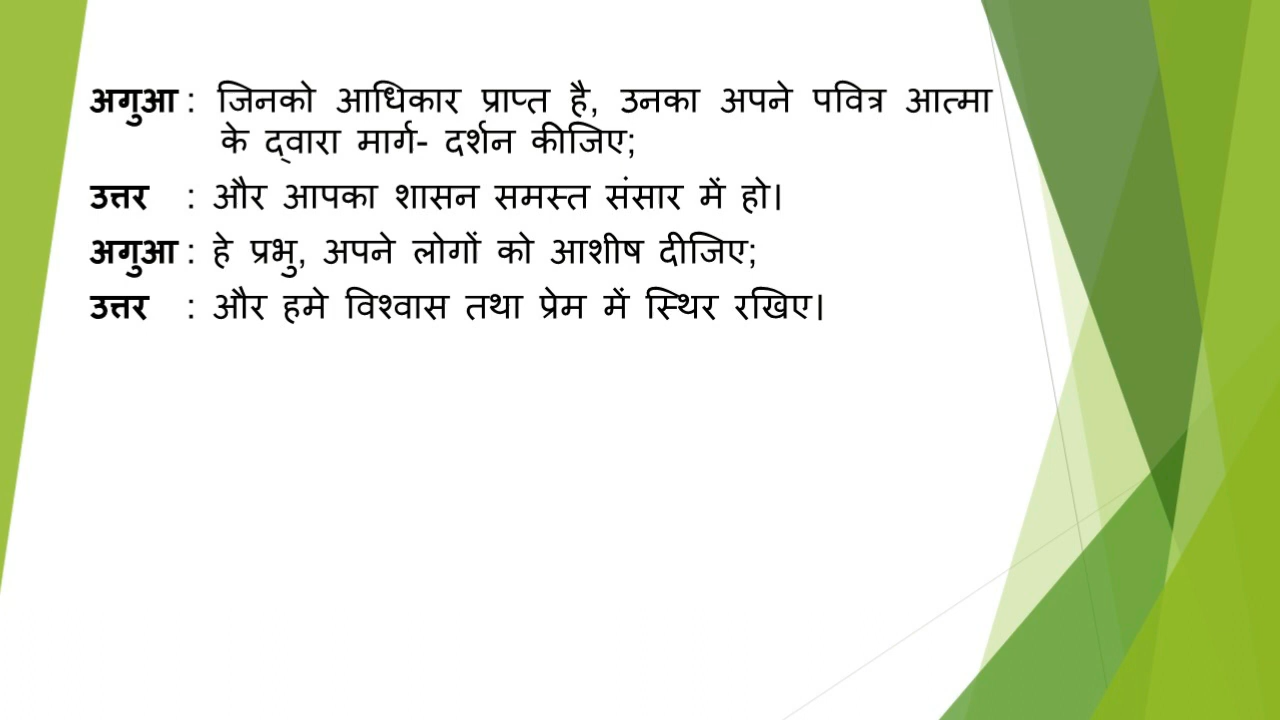 अगुआ : जिनको आधिकार प्राप्त है, उनका अपने पवित्र आत्मा
के द्वारा मार्ग- दर्शन कीजिए;
उत्तर : और आपका शासन समस्त संसार में हो।
अगुआ : हे प्रभु, अपने लोगों को आशीष दीजिए;
उत्तर : और हमे विश्वास तथा प्रेम में स्थिर रखिए।